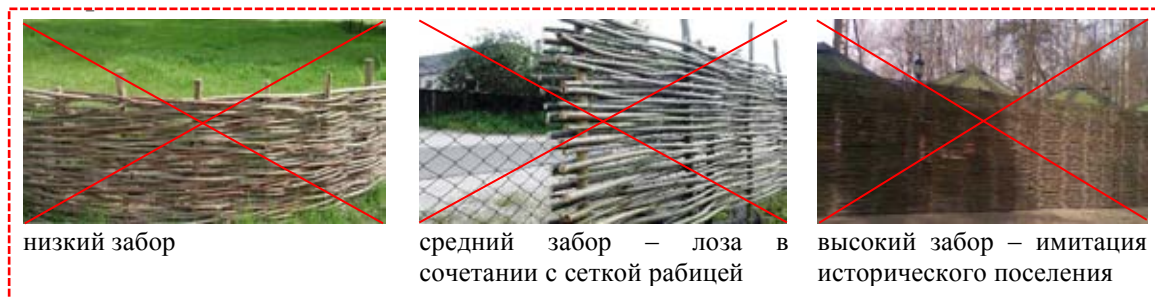 низкий забор
средний забор – лоза в
сочетании с сеткой рабицей
высокий забор – имитация
исторического поселения